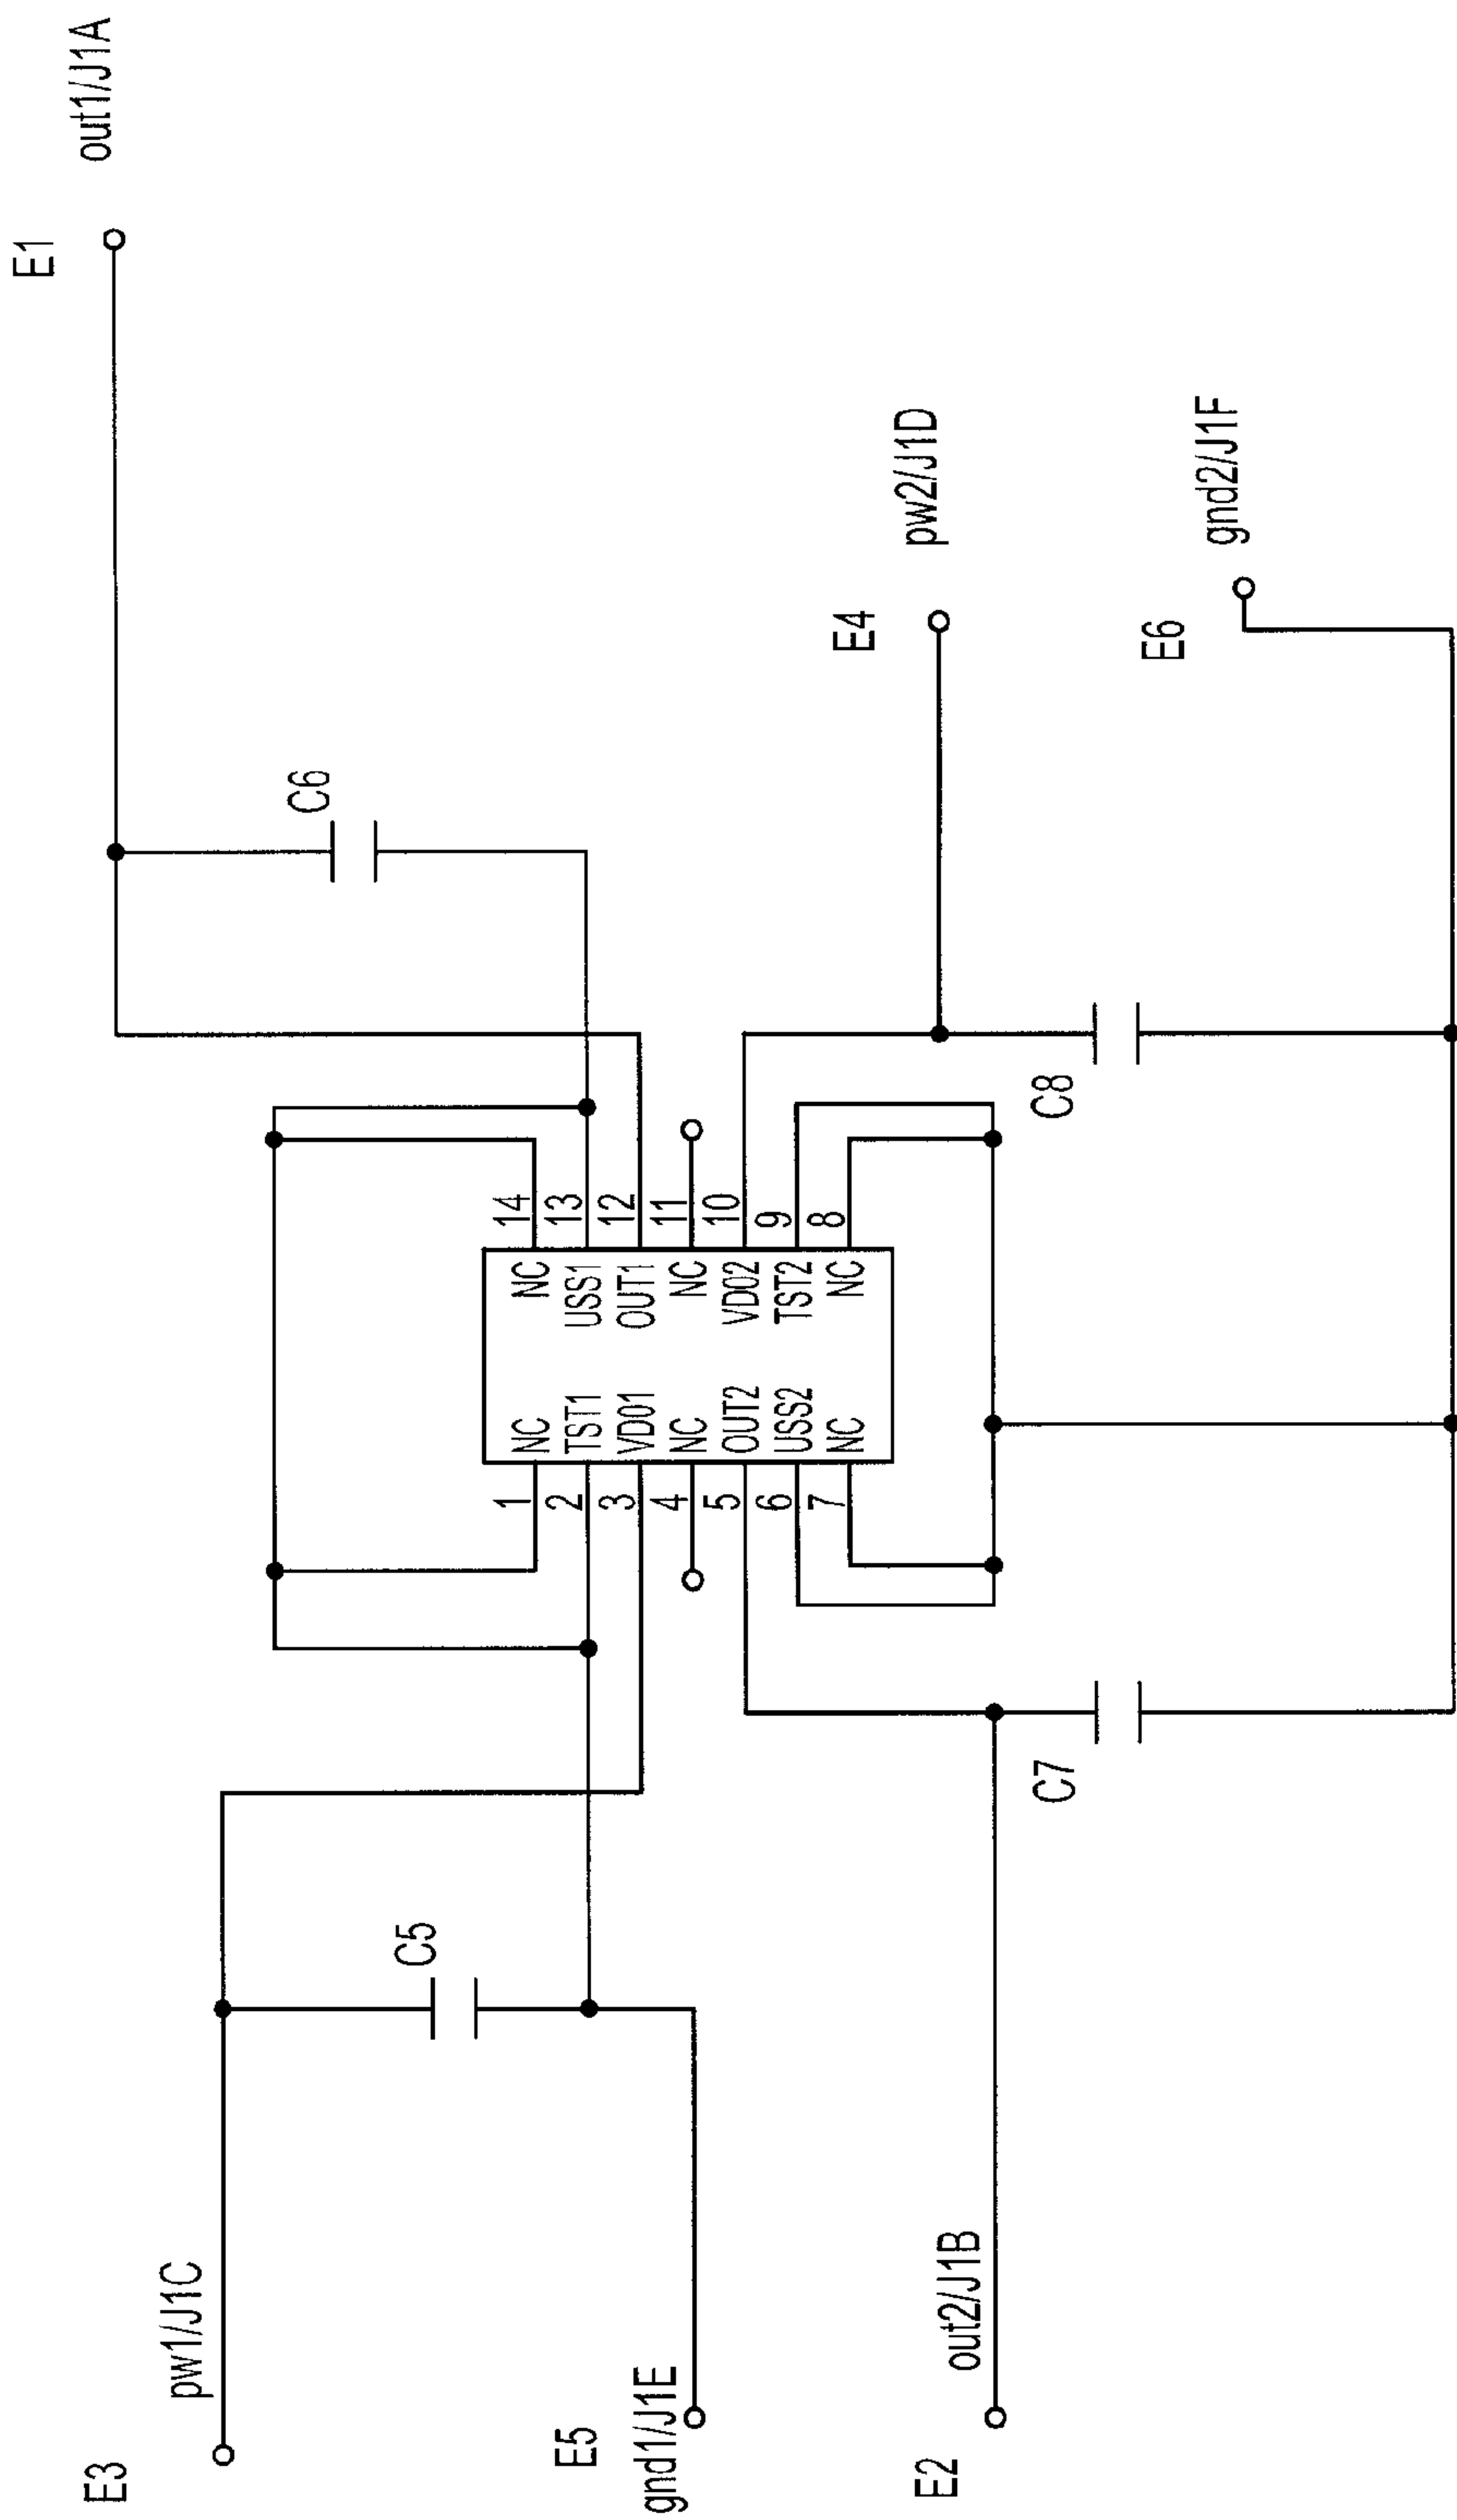 E1
out1/J1A
C6
E4
pw2/J1D
E6
gnd2/J1F
C8
14
13
12
11
10
9
8
NC
USS1
OUT1
NC
VD02
TST2
NC
NC
TST1
VD01
NC
OUT2
USS2
NC
1
2
3
4
5
6
7
C7
C5
E3
pw1/J1C
E5
gnd1/J1E
E2
out2/J1B